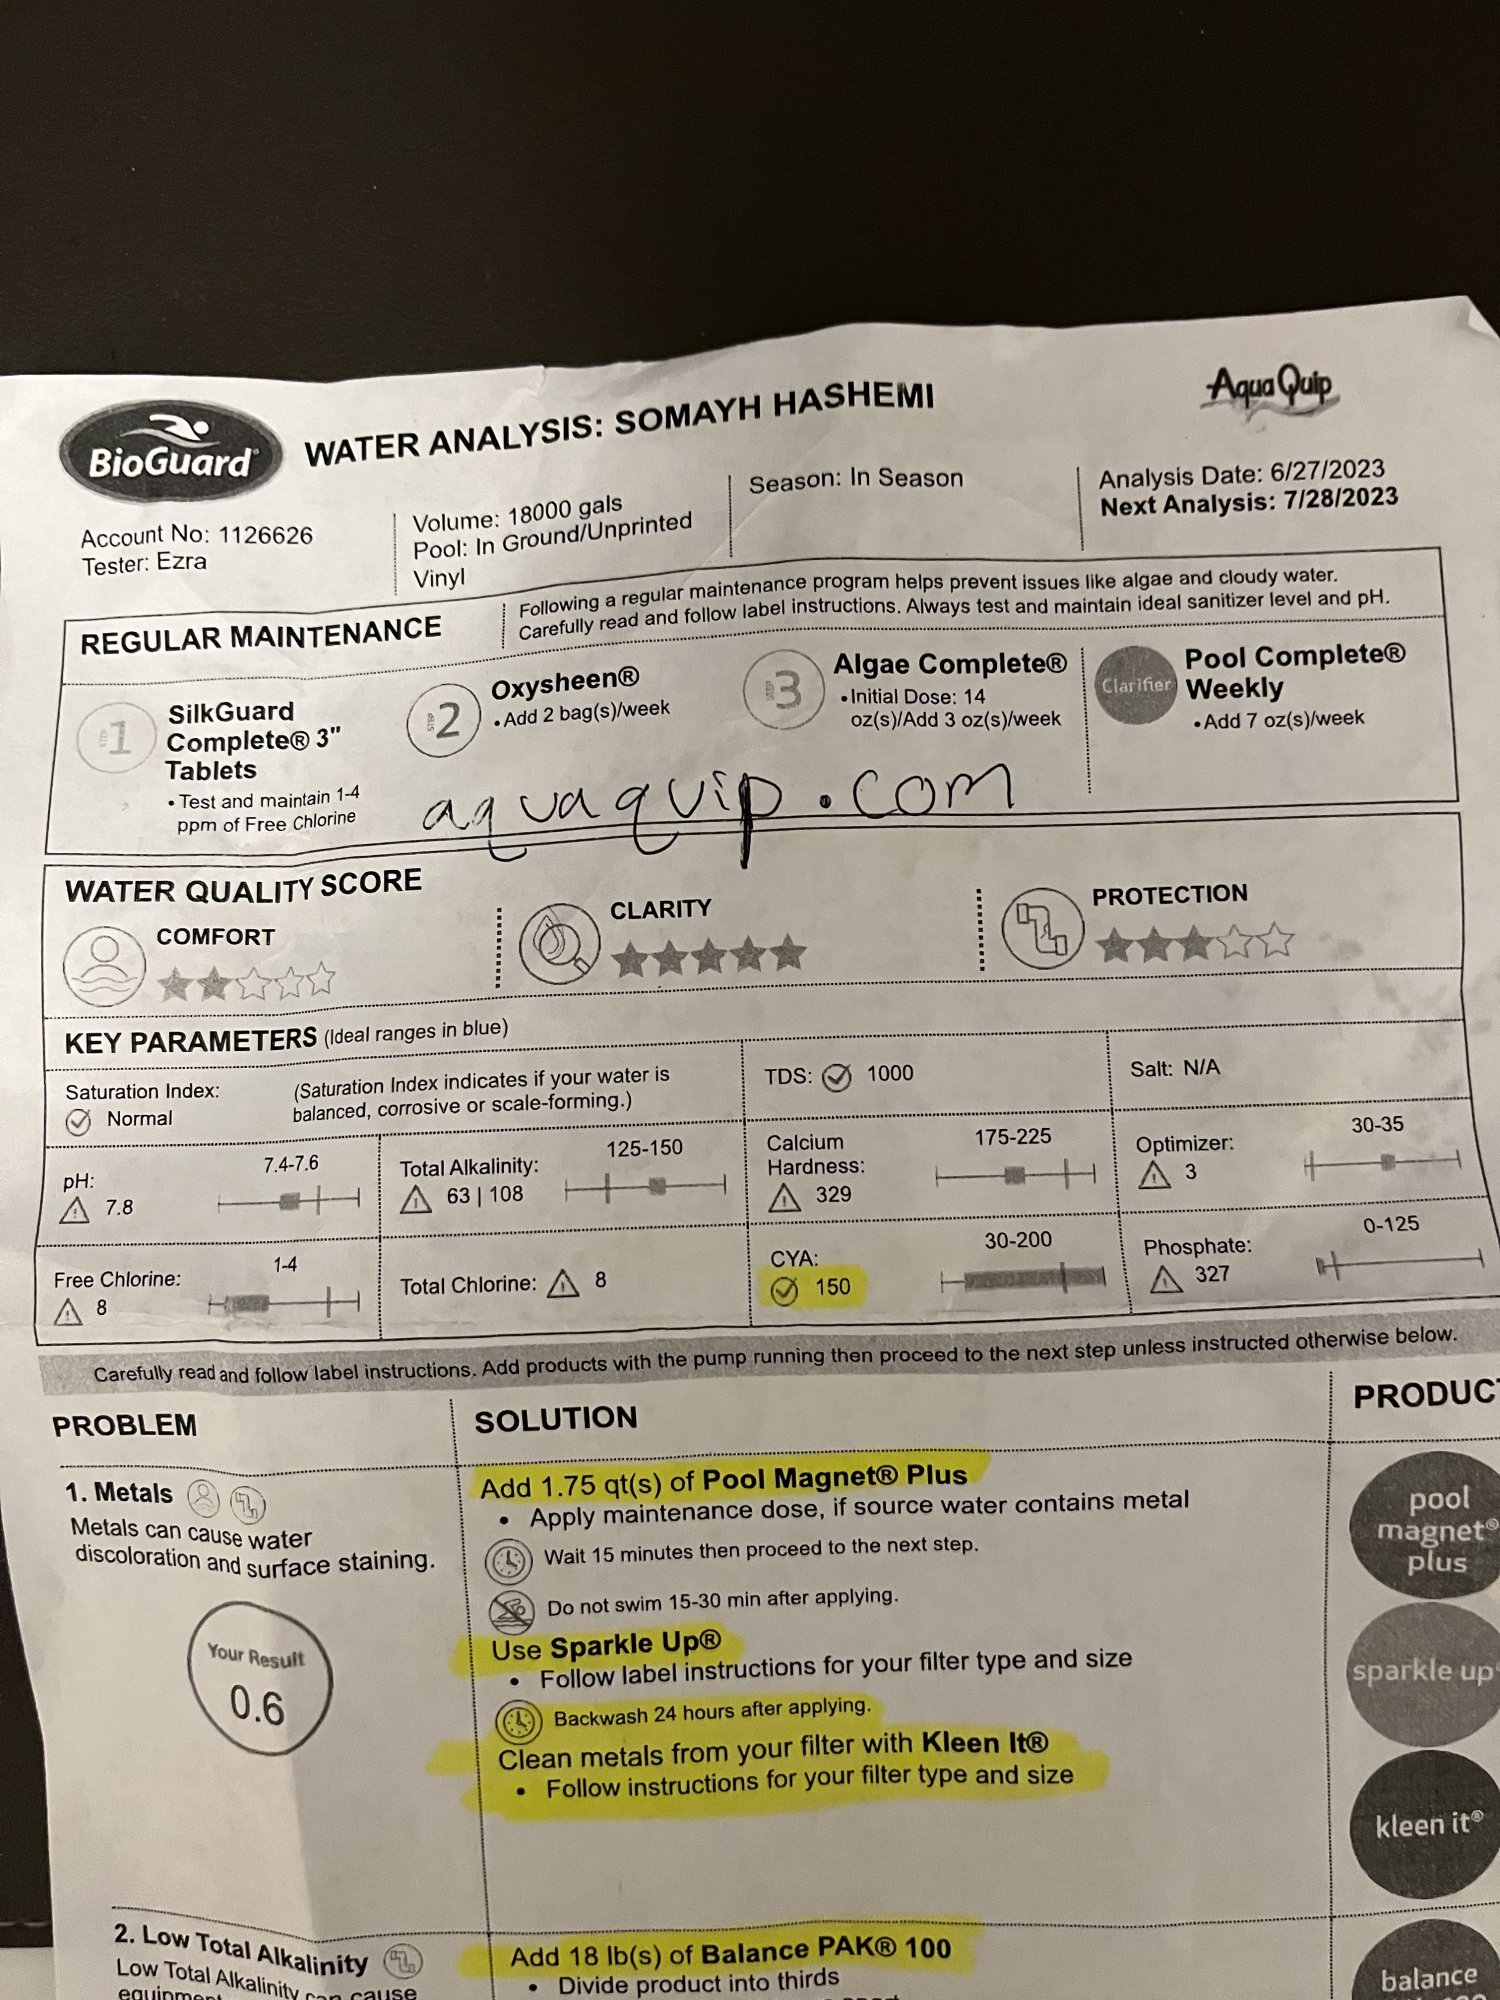 BioGuard®
WATER ANALYSIS: SOMAYH HASHEMI
Aqua Quip
Account No: 1126626
Tester: Ezra
Volume: 18000 gals
Pool: In Ground/Unprinted
Vinyl
Season: In Season
Analysis Date: 6/27/2023
Next Analysis: 7/28/2023
REGULAR MAINTENANCE
Following a regular maintenance program helps prevent issues like algae and cloudy water.
Carefully read and follow label instructions. Always test and maintain ideal sanitizer level and pH.
STEP 1
SilkGuard
Complete® 3"
Tablets
• Test and maintain 1-4
ppm of Free Chlorine
STEP 2
Oxysheen®
• Add 2 bag(s)/week
STEP 3
Algae Complete®
• Initial Dose: 14
oz(s)/Add 3 oz(s)/week
Clarifier
Pool Complete®
Weekly
• Add 7 oz(s)/week
aquaquip.com
WATER QUALITY SCORE
COMFORT
CLARITY
PROTECTION
KEY PARAMETERS (Ideal ranges in blue)
Saturation Index:
Normal
(Saturation Index indicates if your water is
balanced, corrosive or scale-forming.)
TDS: 1000
Salt: N/A
pH:
7.8
7.4-7.6
Total Alkalinity:
63 | 108
125-150
Calcium
Hardness:
329
175-225
Optimizer:
3
30-35
Free Chlorine:
8
1-4
Total Chlorine: 8
CYA:
150
30-200
Phosphate:
327
0-125
Carefully read and follow label instructions. Add products with the pump running then proceed to the next step unless instructed otherwise below.
PROBLEM
SOLUTION
PRODUCT
1. Metals
Metals can cause water
discoloration and surface staining.
Your Result
0.6
Add 1.75 qt(s) of Pool Magnet® Plus
• Apply maintenance dose, if source water contains metal
Wait 15 minutes then proceed to the next step.
Do not swim 15-30 min after applying.
Use Sparkle Up®
• Follow label instructions for your filter type and size
Backwash 24 hours after applying.
Clean metals from your filter with Kleen It®
• Follow instructions for your filter type and size
pool
magnet®
plus
sparkle up
kleen it®
2. Low Total Alkalinity
Low Total Alkalinity can cause
Add 18 lb(s) of Balance PAK® 100
• Divide product into thirds
balance